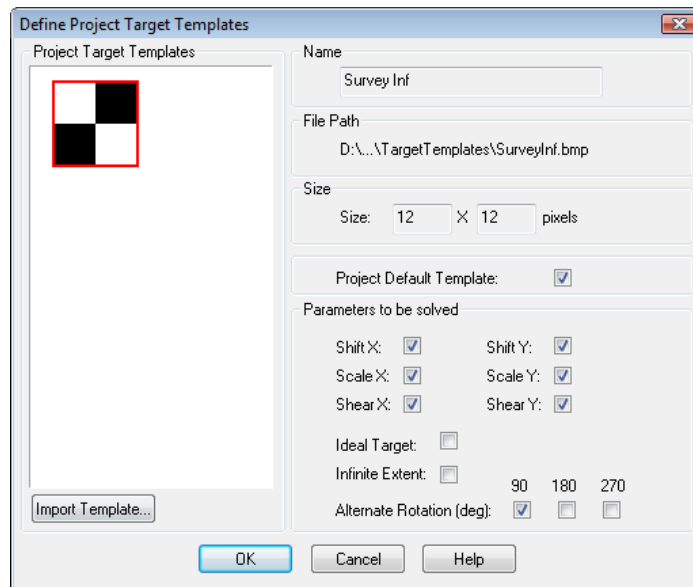 Define Project Target Templates
Project Target Templates
Import Template...
Name
Survey Inf
File Path
D:\...\TargetTemplates\SurveyInf.bmp
Size
Size: 12 X 12 pixels
Project Default Template:
Parameters to be solved
Shift X: Shift Y:
Scale X: Scale Y:
Shear X: Shear Y:
Ideal Target:
Infinite Extent:
90 180 270
Alternate Rotation (deg):
OK Cancel Help